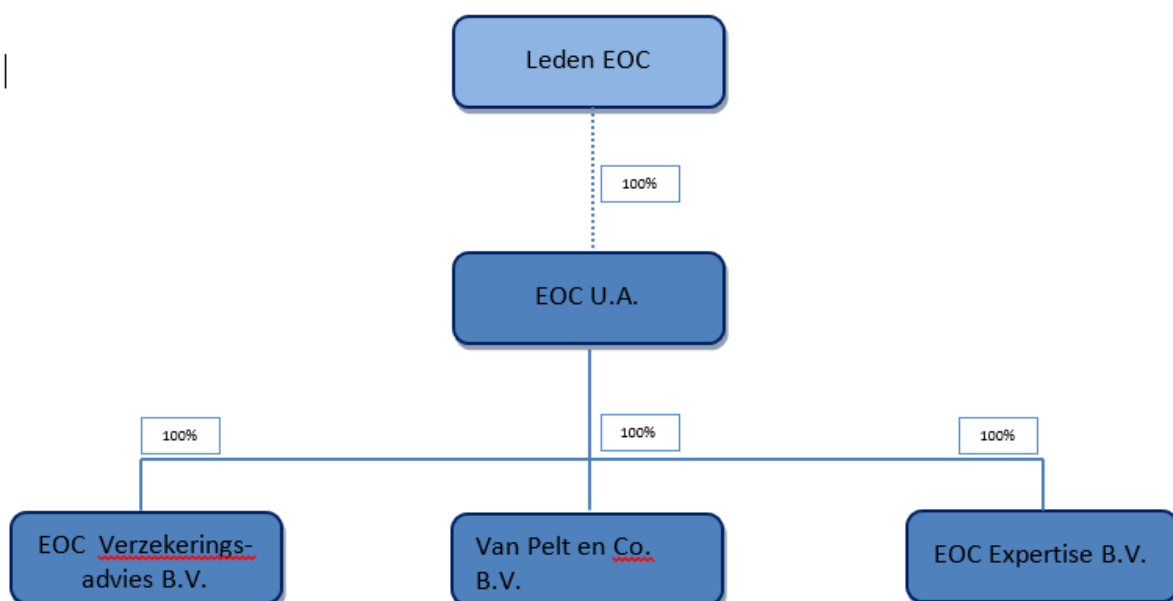 Leden EOC
100%
EOC U.A.
100%
100%
100%
EOC Verzekerings-
advies B.V.
Van Pelt en Co.
B.V.
EOC Expertise B.V.